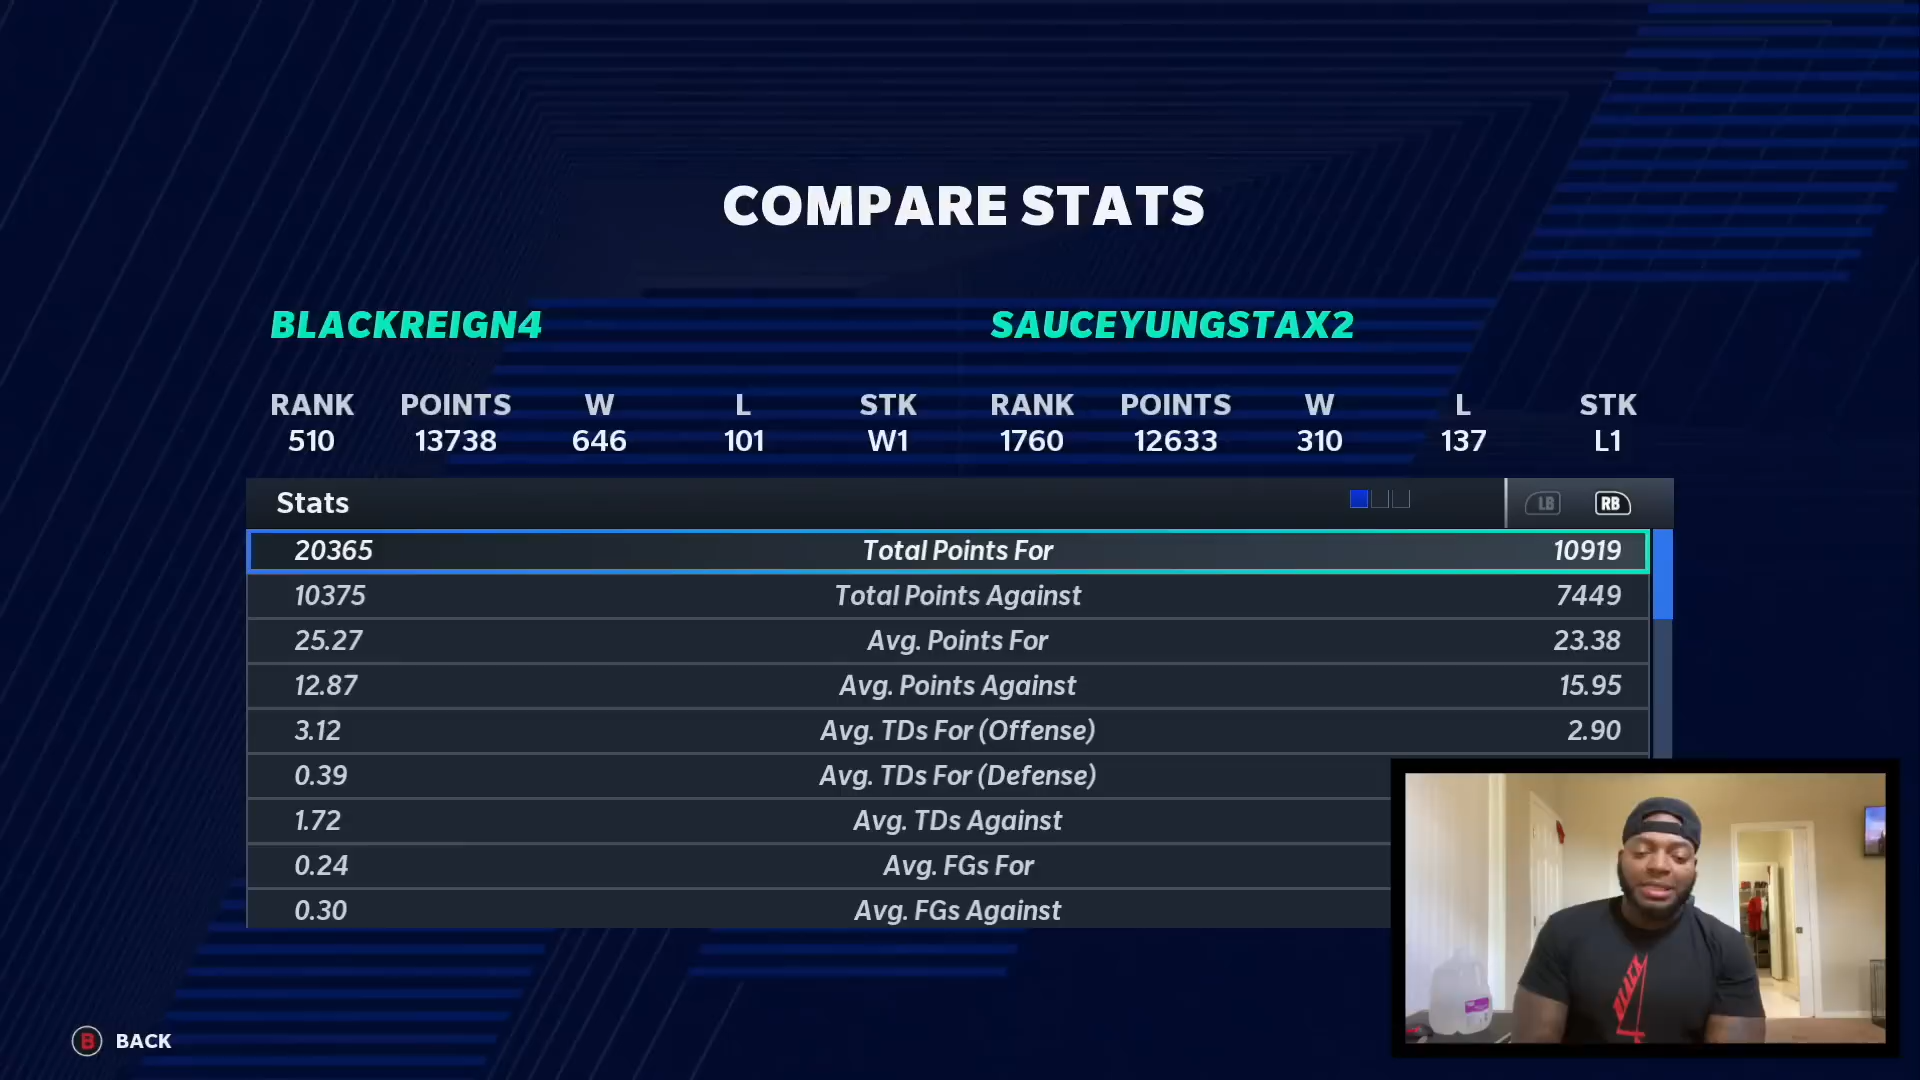 COMPARE STATS
BLACKREIGN4 SAUCEYUNGSTAX2
RANK POINTS W L STK RANK POINTS W L STK
510 13738 646 101 W1 1760 12633 310 137 L1
Stats LB RB
20365 Total Points For 10919
10375 Total Points Against 7449
25.27 Avg. Points For 23.38
12.87 Avg. Points Against 15.95
3.12 Avg. TDs For (Offense) 2.90
0.39 Avg. TDs For (Defense)
1.72 Avg. TDs Against
0.24 Avg. FGs For
0.30 Avg. FGs Against
BLACK
4
B BACK